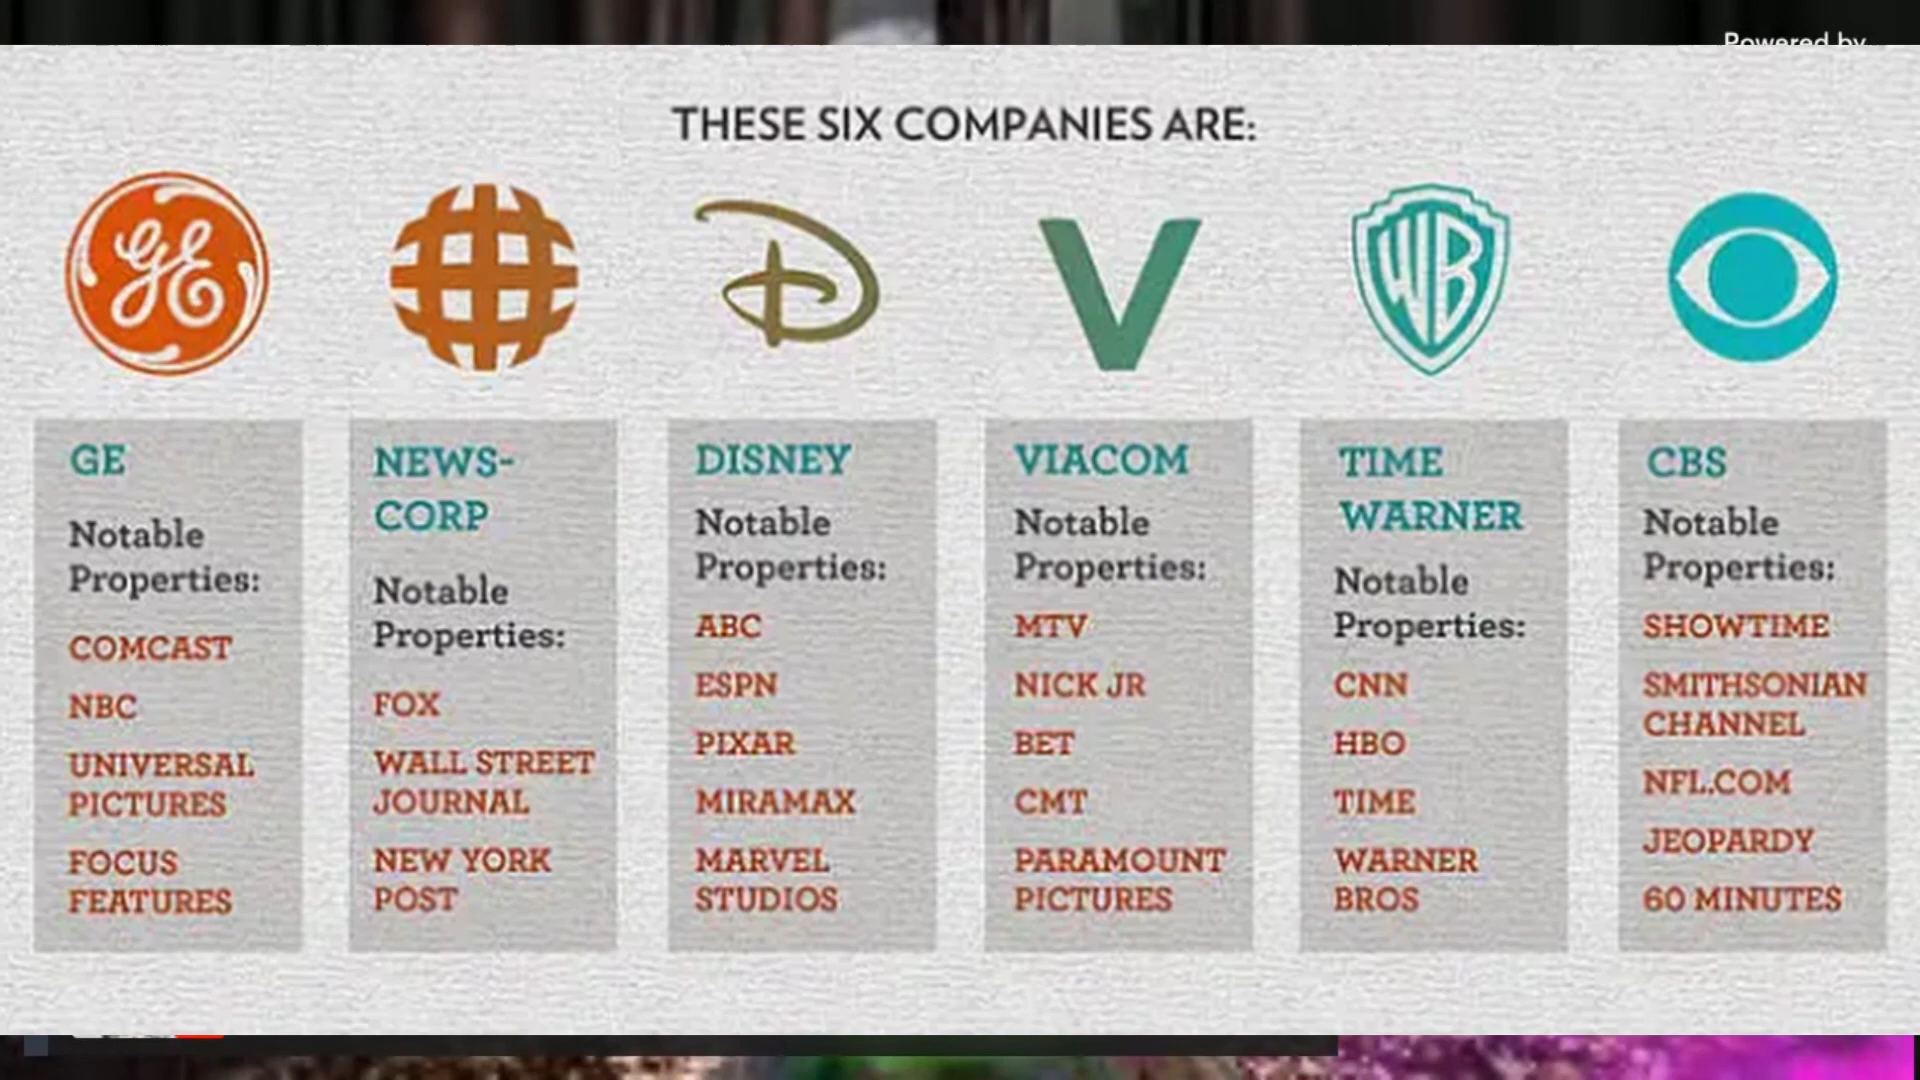 Powered by
THESE SIX COMPANIES ARE:
GE
WB
GE
Notable
Properties:
COMCAST
NBC
UNIVERSAL
PICTURES
FOCUS
FEATURES
NEWS-
CORP
Notable
Properties:
FOX
WALL STREET
JOURNAL
NEW YORK
POST
DISNEY
Notable
Properties:
ABC
ESPN
PIXAR
MIRAMAX
MARVEL
STUDIOS
VIACOM
Notable
Properties:
MTV
NICK JR
BET
CMT
PARAMOUNT
PICTURES
TIME
WARNER
Notable
Properties:
CNN
HBO
TIME
WARNER
BROS
CBS
Notable
Properties:
SHOWTIME
SMITHSONIAN
CHANNEL
NFL.COM
JEOPARDY
60 MINUTES